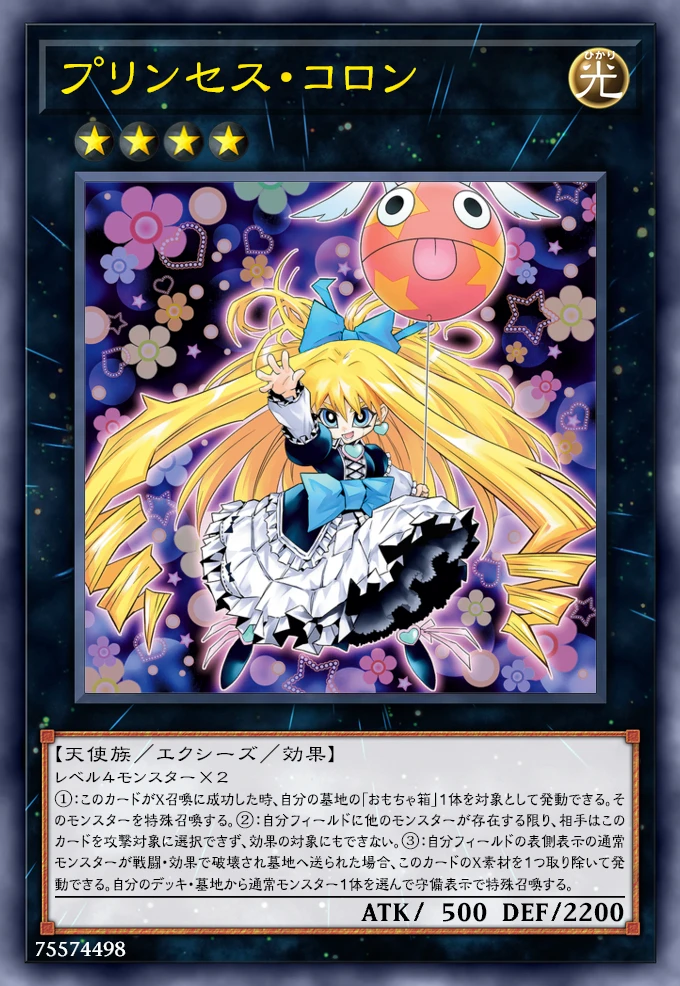 プリンセス・コロン
ひかり
光
【天使族／エクシーズ／効果】
レベル４モンスター×２
①：このカードがX召喚に成功した時、自分の墓地の「おもちゃ箱」1体を対象として発動できる。そ
のモンスターを特殊召喚する。②：自分フィールドに他のモンスターが存在する限り、相手はこの
カードを攻撃対象に選択できず、効果の対象にもできない。③：自分フィールドの表側表示の通常
モンスターが戦闘・効果で破壊され墓地へ送られた場合、このカードのX素材を1つ取り除いて発
動できる。自分のデッキ・墓地から通常モンスター1体を選んで守備表示で特殊召喚する。
ATK/ 500 DEF/2200
75574498